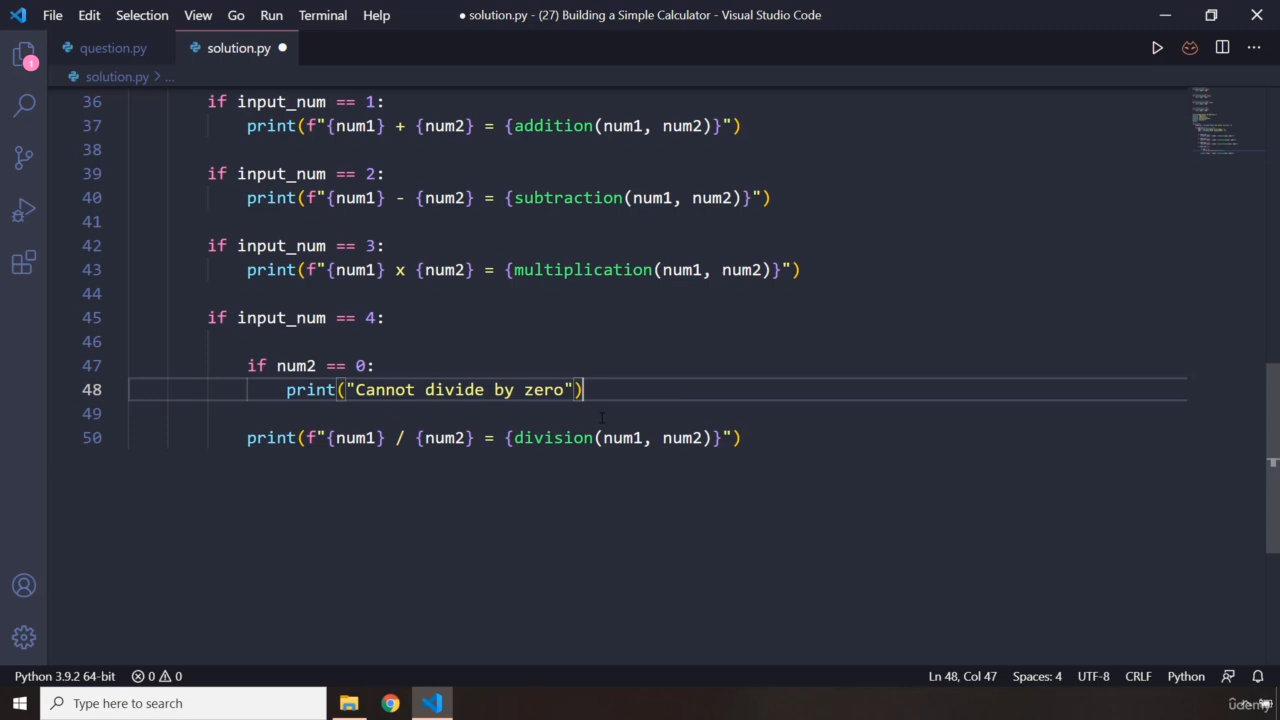 File Edit Selection View Go Run Terminal Help
● solution.py - (27) Building a Simple Calculator - Visual Studio Code
question.py
solution.py
solution.py > ...
1
36 if input_num == 1:
37 print(f"{num1} + {num2} = {addition(num1, num2)}")
38
39 if input_num == 2:
40 print(f"{num1} - {num2} = {subtraction(num1, num2)}")
41
42 if input_num == 3:
43 print(f"{num1} x {num2} = {multiplication(num1, num2)}")
44
45 if input_num == 4:
46
47 if num2 == 0:
48 print("Cannot divide by zero")
49
50 print(f"{num1} / {num2} = {division(num1, num2)}")
Python 3.9.2 64-bit 0 0 Ln 48, Col 47 Spaces: 4 UTF-8 CRLF Python
Type here to search
udemy